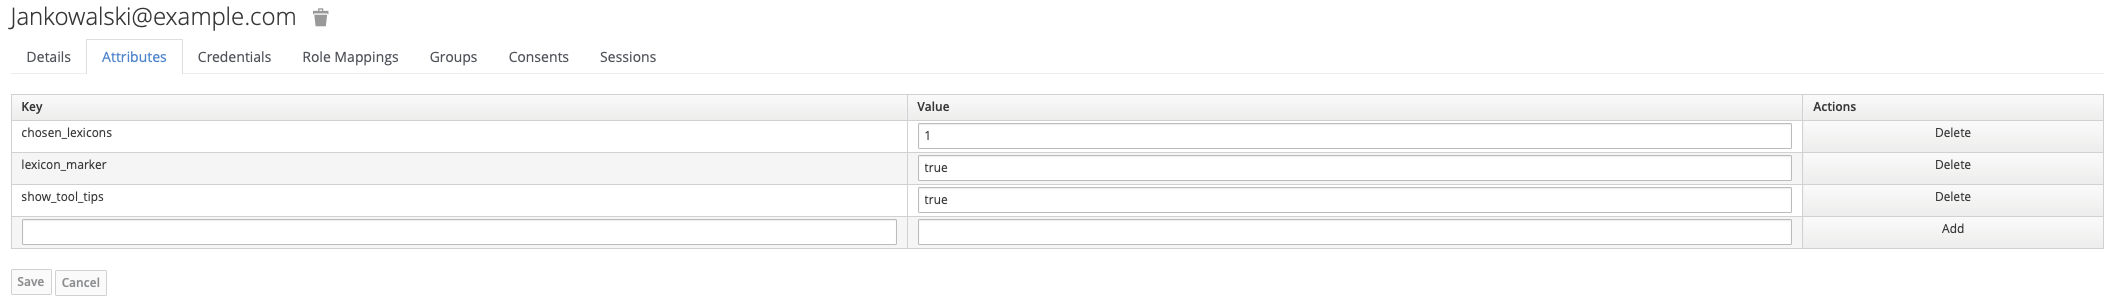 Jankowalski@example.com
Details Attributes Credentials Role Mappings Groups Consents Sessions
Key Value Actions
chosen_lexicons 1 Delete
lexicon_marker true Delete
show_tool_tips true Delete
Add
Save Cancel